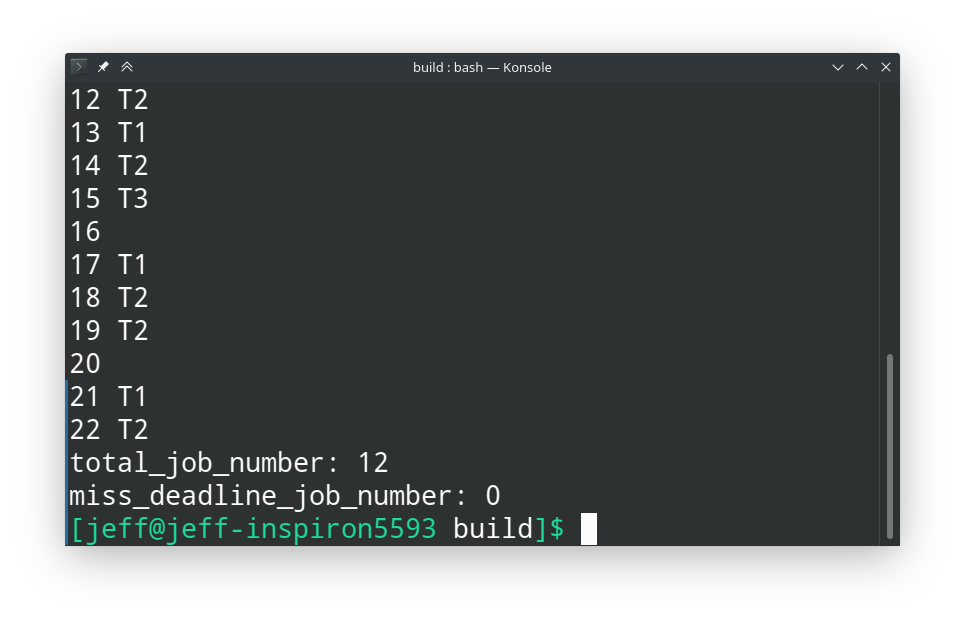 build : bash — Konsole
12 T2
13 T1
14 T2
15 T3
16
17 T1
18 T2
19 T2
20
21 T1
22 T2
total_job_number: 12
miss_deadline_job_number: 0
[jeff@jeff-inspiron5593 build]$